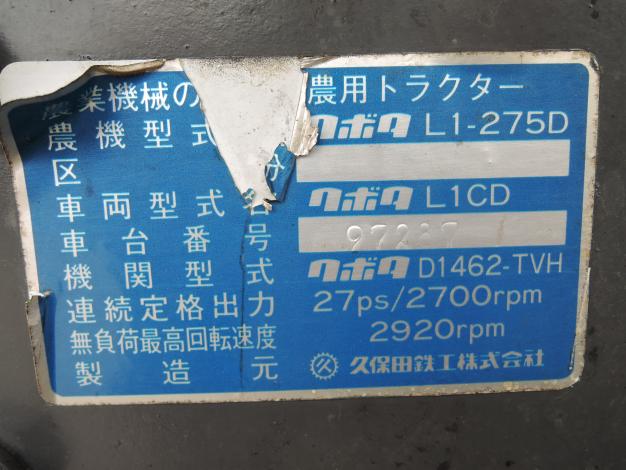 農業機械の 農用トラクター
農機型式 クボタ L1-275D
区 分
車両型式名 クボタ L1CD
車台番号 97237
機関型式 クボタ D1462-TVH
連続定格出力 27ps/2700rpm
無負荷最高回転速度 2920rpm
製造元 久保田鉄工株式会社